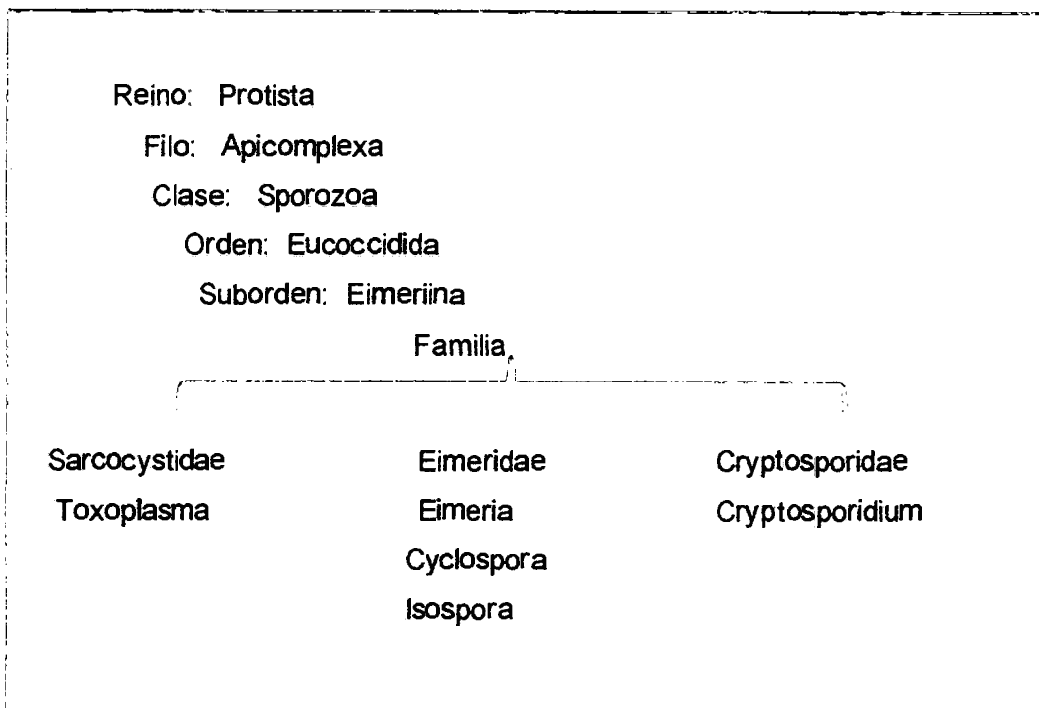 Reino: Protista
Filo: Apicomplexa
Clase: Sporozoa
Orden: Eucoccidida
Suborden: Eimeriina
Familia
Sarcocystidae Eimeridae Cryptosporidae
Toxoplasma Eimeria Cryptosporidium
Cyclospora
Isospora